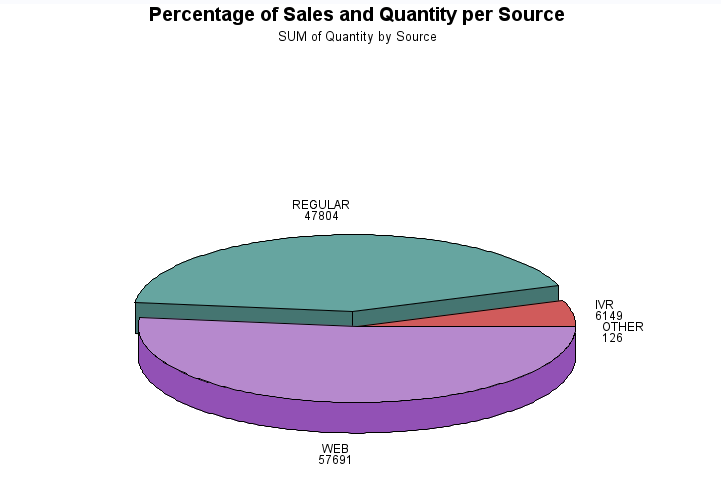 Percentage of Sales and Quantity per Source
SUM of Quantity by Source
REGULAR
47804
IVR
6149
OTHER
126
WEB
57691